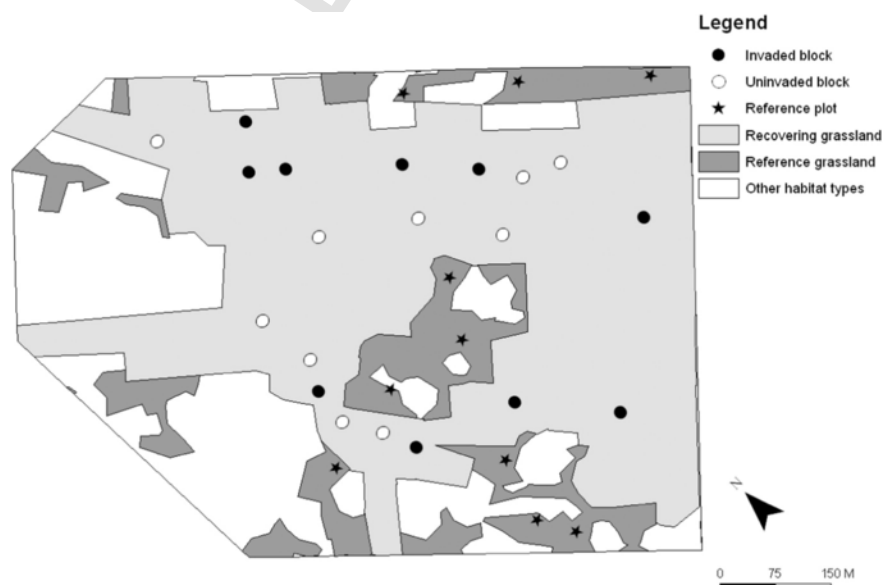 Legend
Invaded block
Uninvaded block
Reference plot
Recovering grassland
Reference grassland
Other habitat types
N
0 75 150 M